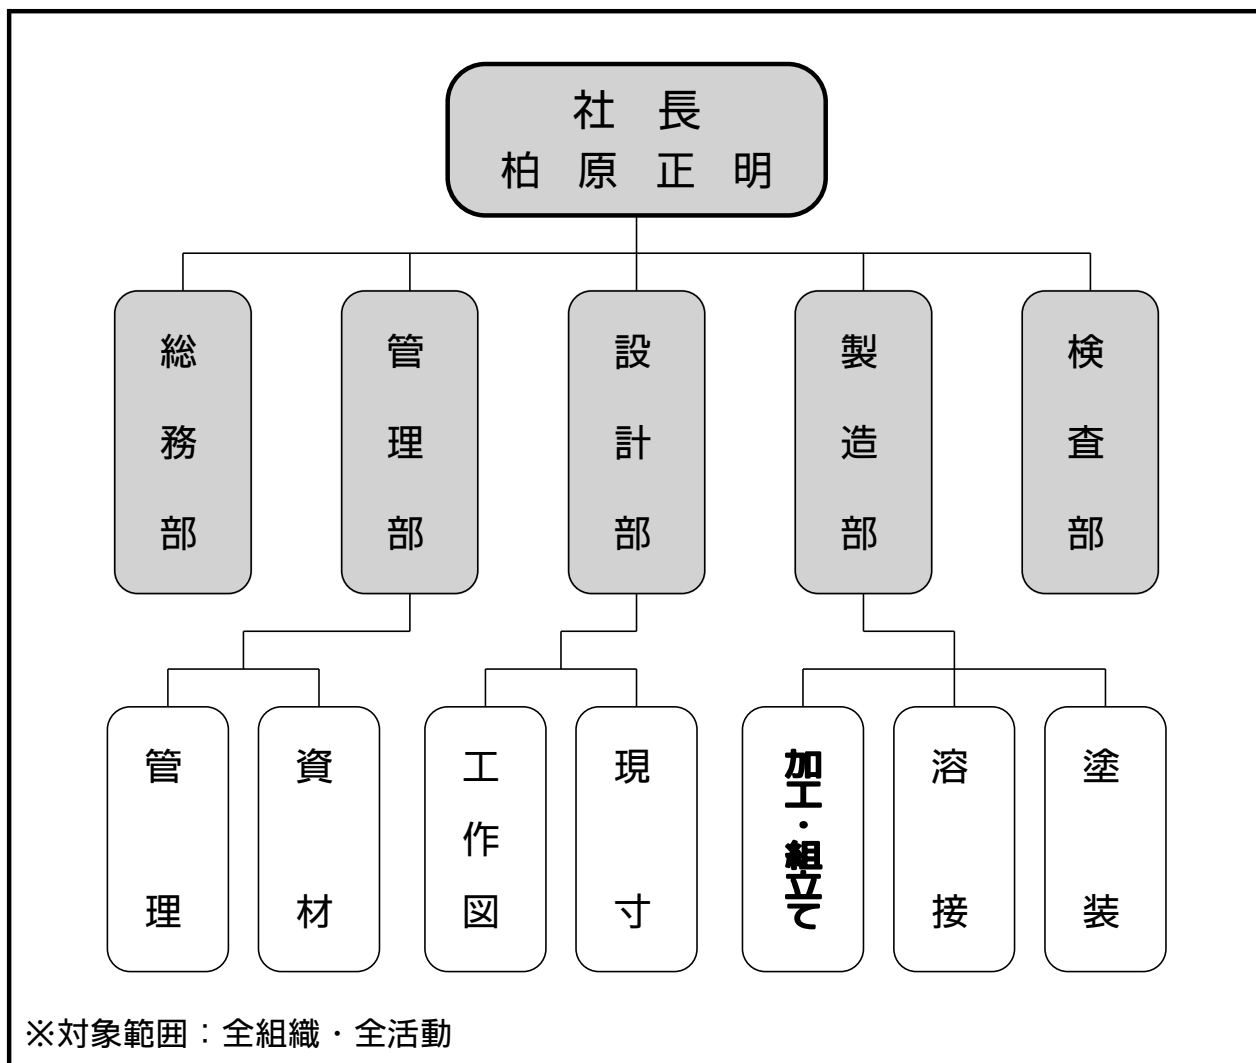 社 長
柏 原 正 明
総務部
管理部
設計部
製造部
検査部
管理
資材
工作図
現寸
加工・組立て
溶接
塗装
※対象範囲：全組織・全活動